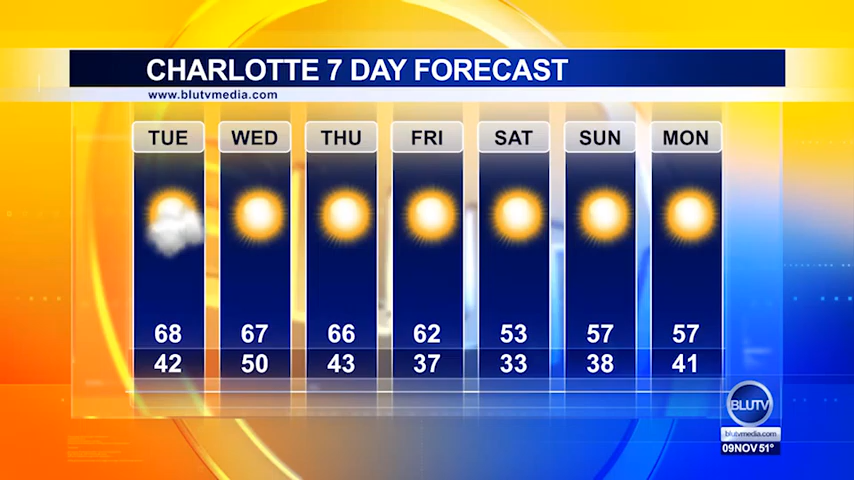 CHARLOTTE 7 DAY FORECAST
www.blutvmedia.com
TUE WED THU FRI SAT SUN MON
68 67 66 62 53 57 57
42 50 43 37 33 38 41
BLUTV
blutvmedia.com
09NOV 51°